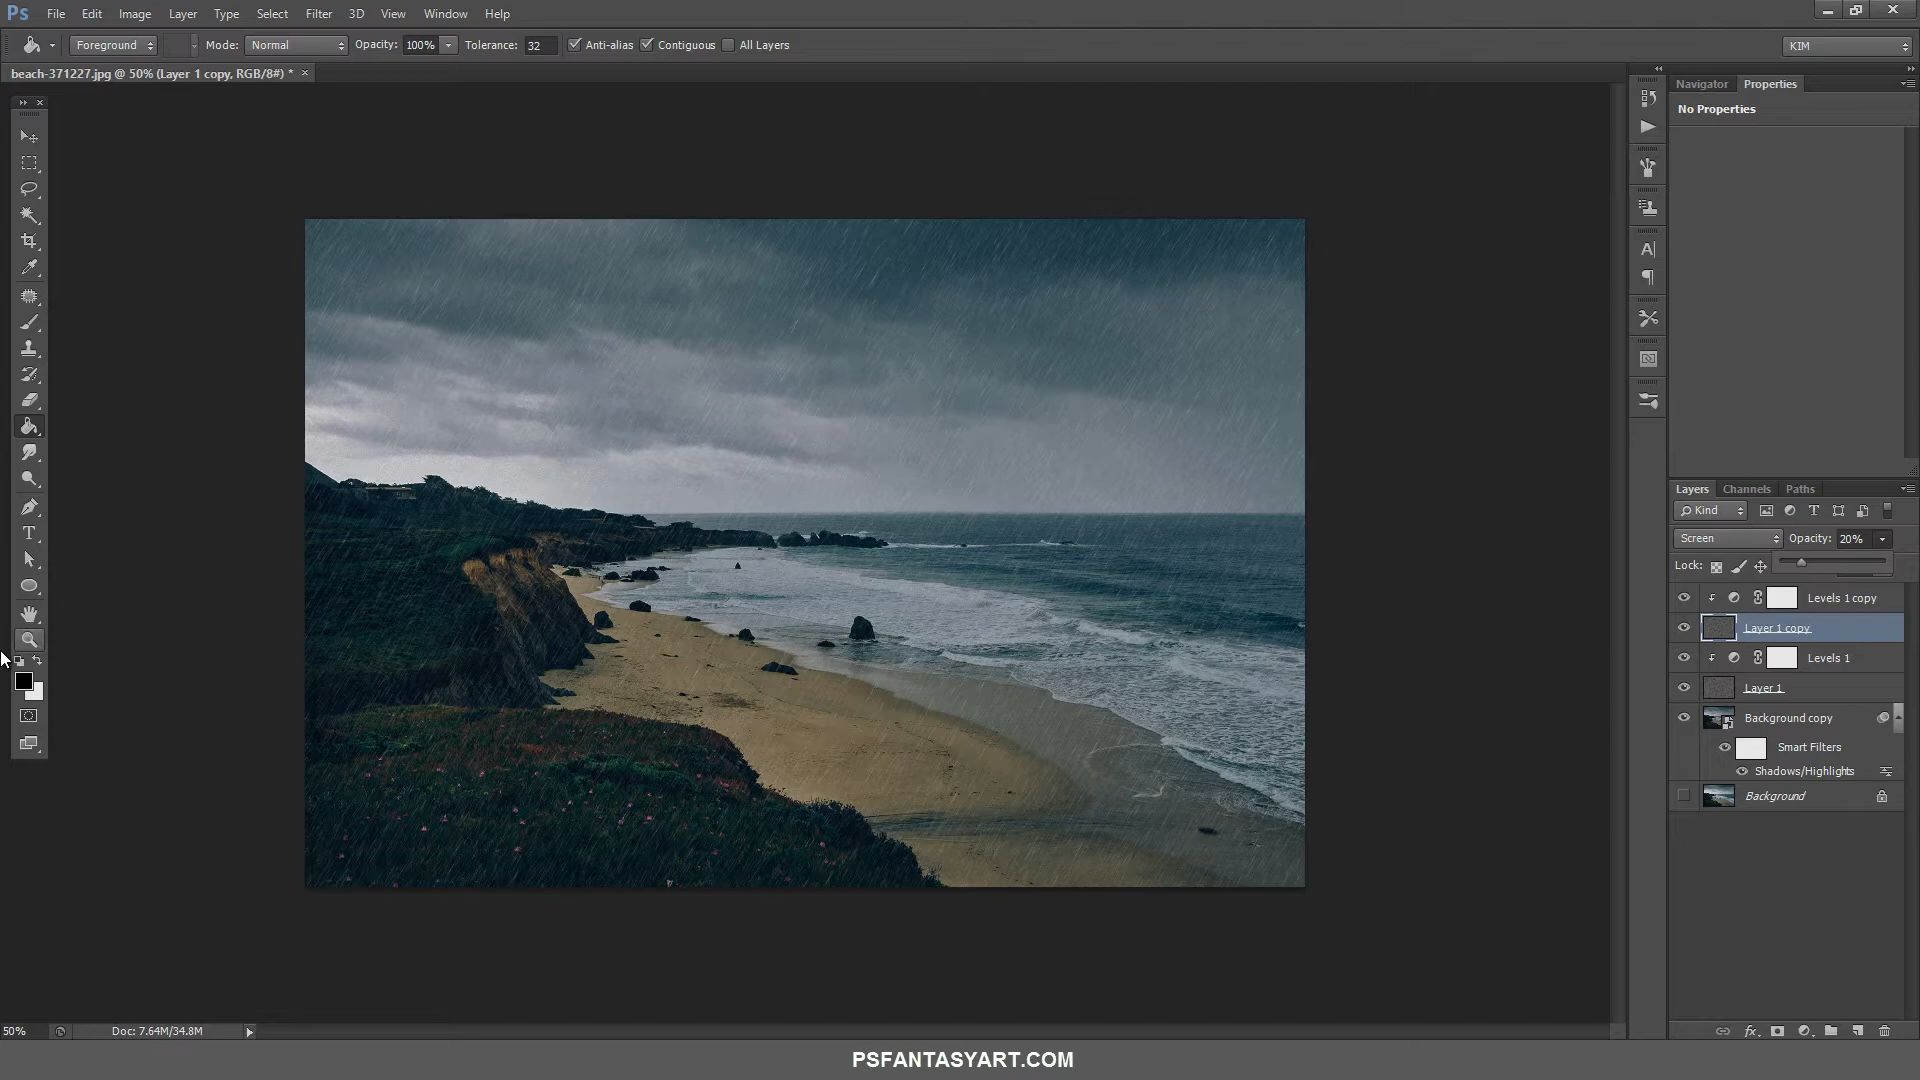 Ps File Edit Image Layer Type Select Filter 3D View Window Help
Foreground Mode: Normal Opacity: 100% Tolerance: 32 Anti-alias Contiguous All Layers KIM
beach-371227.jpg @ 50% (Layer 1 copy, RGB/8#) *
Navigator Properties
No Properties
Layers Channels Paths
Kind
Screen Opacity: 20%
Lock:
Levels 1 copy
Layer 1 copy
Levels 1
Layer 1
Background copy
Smart Filters
Shadows/Highlights
Background
50% Doc: 7.64M/34.8M
PSFANTASYART.COM